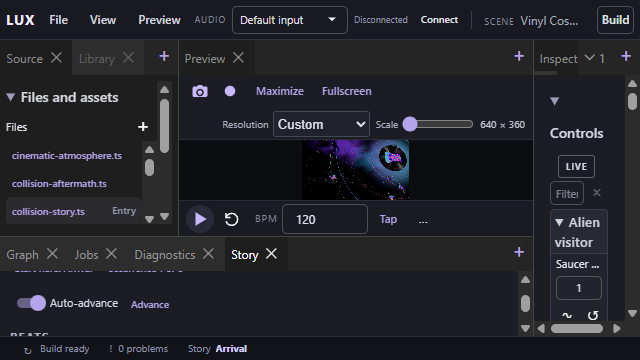 LUX File View Preview AUDIO Default input Disconnected Connect SCENE Vinyl Cos... Build
Source Library
Preview
Inspect 1
Files and assets
Files
cinematic-atmosphere.ts
collision-aftermath.ts
collision-story.ts Entry
Maximize Fullscreen
Resolution Custom Scale 640 × 360
BPM 120 Tap ...
Controls
LIVE
Filter
Alien visitor
Saucer ...
1
Graph Jobs Diagnostics Story
Auto-advance Advance
Build ready ! 0 problems Story Arrival